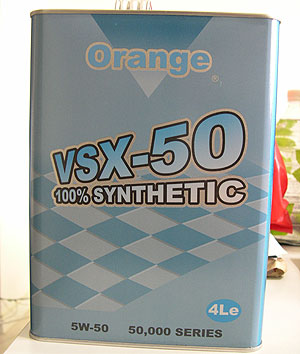 Orange
®
VSX-50
100% SYNTHETIC
4Le
5W-50 50,000 SERIES